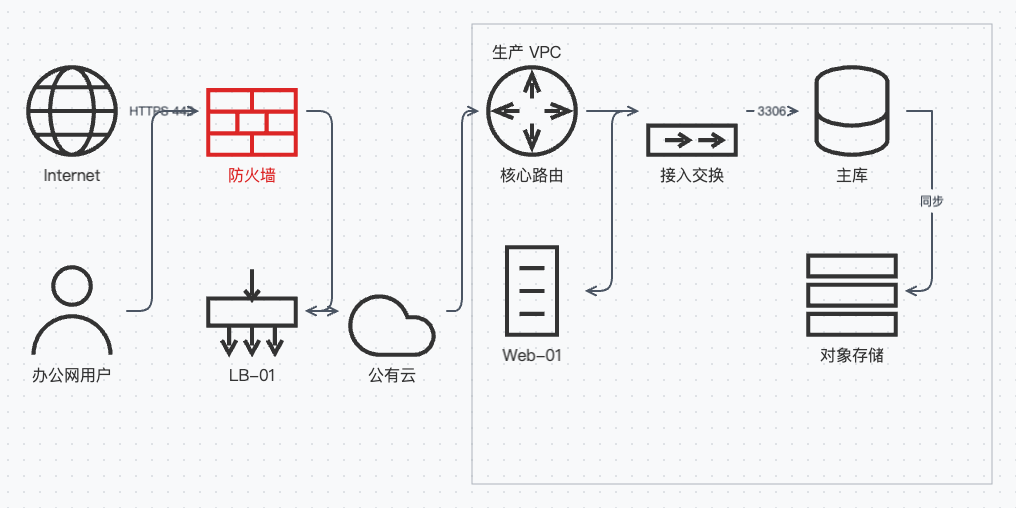 生产 VPC
HTTPS 443
3306
Internet
防火墙
核心路由
接入交换
主库
同步
办公网用户
LB-01
公有云
Web-01
对象存储